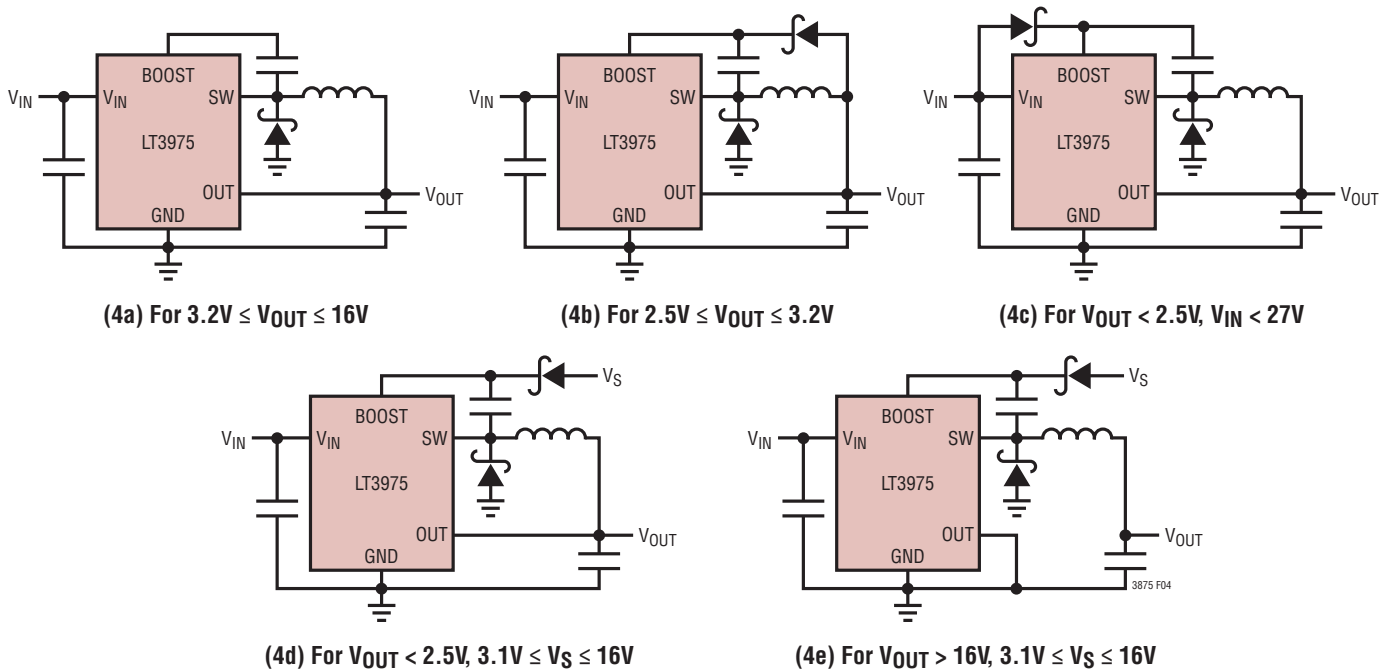 BOOST
VIN
VIN
SW
LT3975
OUT
VOUT
GND
(4a) For 3.2V ≤ VOUT ≤ 16V
BOOST
VIN
VIN
SW
LT3975
OUT
VOUT
GND
(4b) For 2.5V ≤ VOUT ≤ 3.2V
BOOST
VIN
VIN
SW
LT3975
OUT
VOUT
GND
(4c) For VOUT < 2.5V, VIN < 27V
VS
BOOST
VIN
VIN
SW
LT3975
OUT
VOUT
GND
(4d) For VOUT < 2.5V, 3.1V ≤ VS ≤ 16V
VS
BOOST
VIN
VIN
SW
LT3975
OUT
VOUT
GND
3875 F04
(4e) For VOUT > 16V, 3.1V ≤ VS ≤ 16V